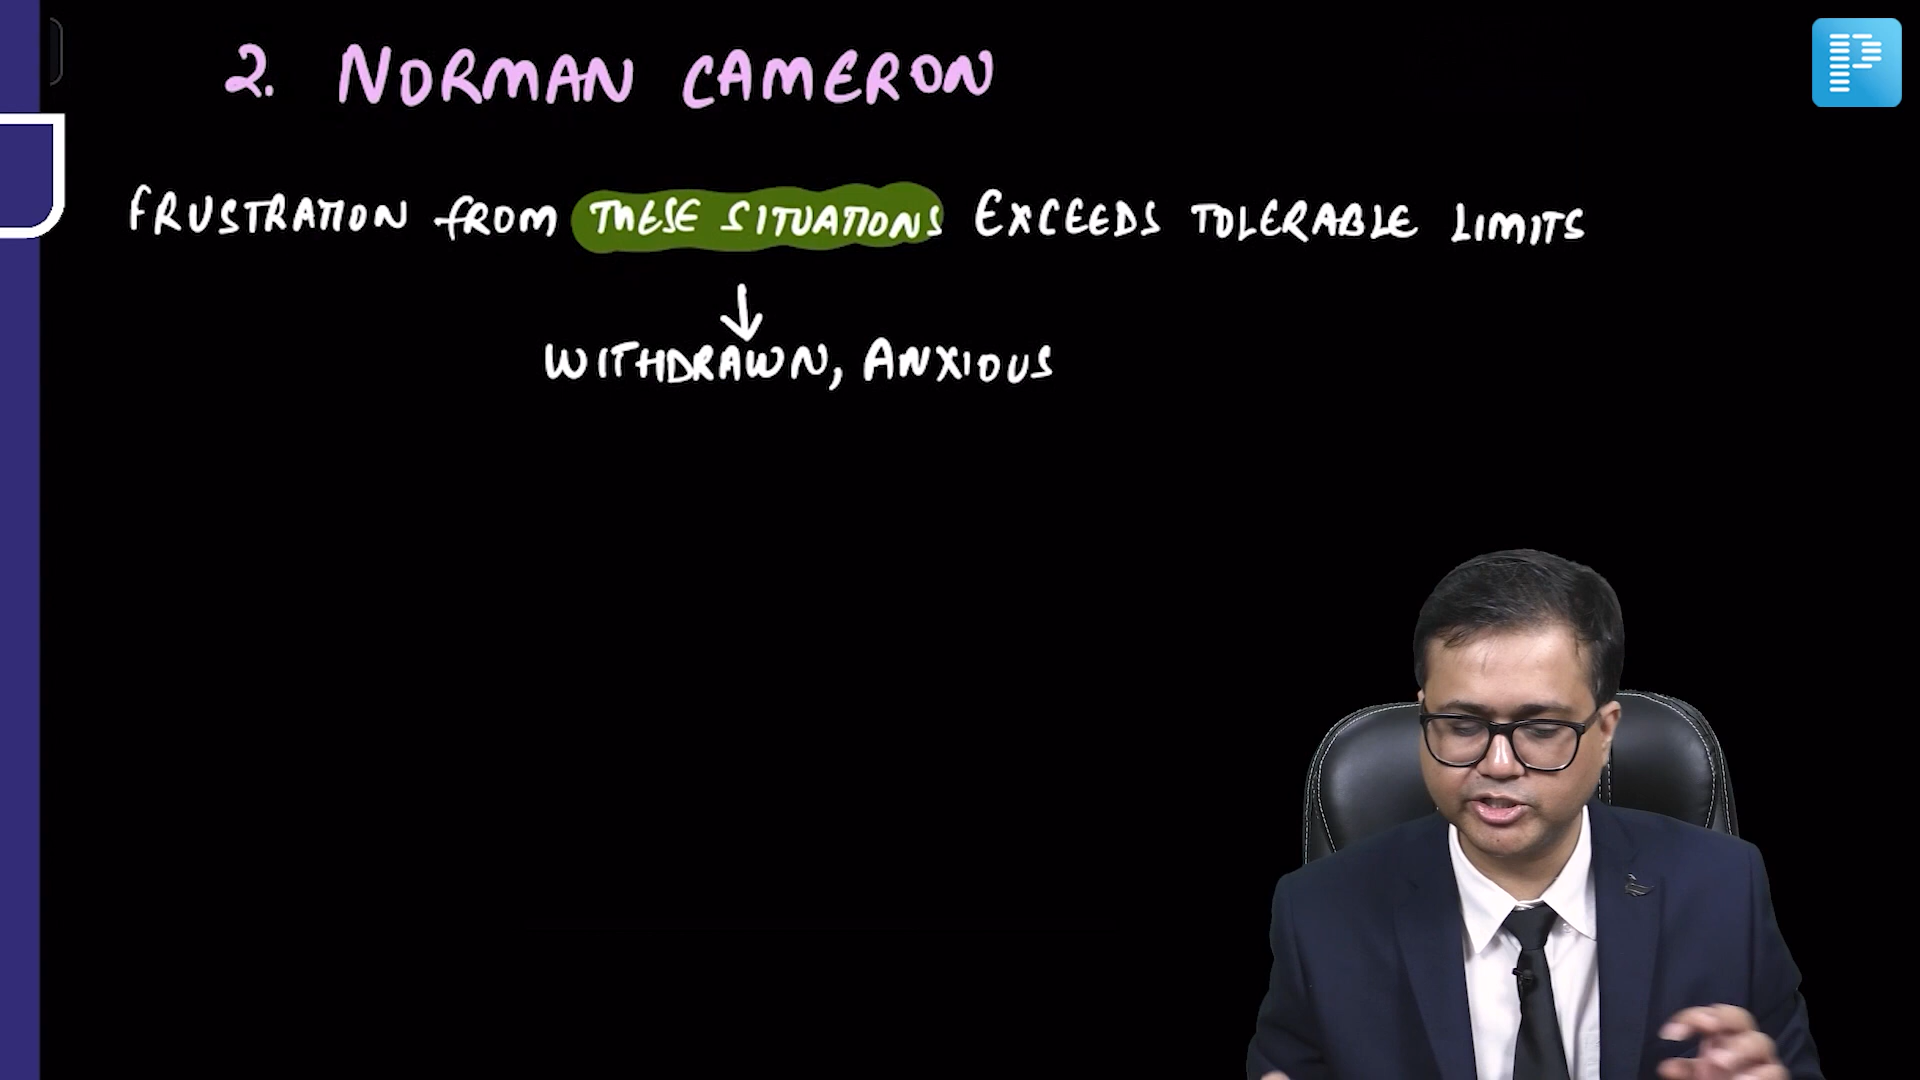 2. NORMAN CAMERON
FRUSTRATION FROM THESE SITUATIONS EXCEEDS TOLERABLE LIMITS
↓
WITHDRAWN, ANXIOUS
P